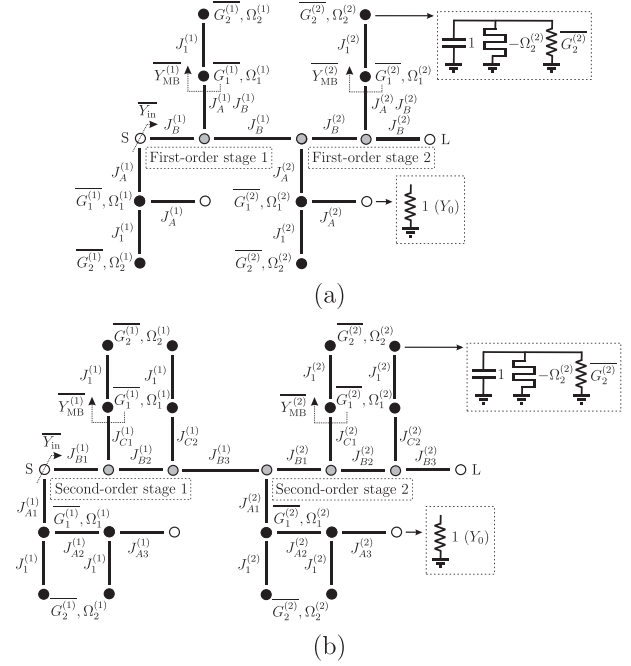 $\overline{G_2^{(1)}}, \Omega_2^{(1)}$
$\overline{G_2^{(2)}}, \Omega_2^{(2)}$
$J_1^{(1)}$
$J_1^{(2)}$
1
$-\Omega_2^{(2)}$
$\overline{G_2^{(2)}}$
$\overline{Y_{\mathrm{MB}}^{(1)}}$
$\overline{G_1^{(1)}}, \Omega_1^{(1)}$
$\overline{Y_{\mathrm{MB}}^{(2)}}$
$\overline{G_1^{(2)}}, \Omega_1^{(2)}$
$\overline{Y_{\mathrm{in}}}$
$J_A^{(1)} J_B^{(1)}$
$J_A^{(2)} J_B^{(2)}$
S
$J_B^{(1)}$
$J_B^{(1)}$
$J_B^{(2)}$
$J_B^{(2)}$
L
$J_A^{(1)}$
First-order stage 1
$J_A^{(2)}$
First-order stage 2
$\overline{G_1^{(1)}}, \Omega_1^{(1)}$
$J_A^{(1)}$
$\overline{G_1^{(2)}}, \Omega_1^{(2)}$
$J_A^{(2)}$
1 $(Y_0)$
$J_1^{(1)}$
$J_1^{(2)}$
$\overline{G_2^{(1)}}, \Omega_2^{(1)}$
$\overline{G_2^{(2)}}, \Omega_2^{(2)}$
(a)
$\overline{G_2^{(1)}}, \Omega_2^{(1)}$
$\overline{G_2^{(2)}}, \Omega_2^{(2)}$
$J_1^{(1)}$
$J_1^{(1)}$
$J_1^{(2)}$
$J_1^{(2)}$
1
$-\Omega_2^{(2)}$
$\overline{G_2^{(2)}}$
$\overline{Y_{\mathrm{MB}}^{(1)}}$
$\overline{G_1^{(1)}}, \Omega_1^{(1)}$
$\overline{Y_{\mathrm{MB}}^{(2)}}$
$\overline{G_1^{(2)}}, \Omega_1^{(2)}$
$\overline{Y_{\mathrm{in}}}$
$J_{C1}^{(1)}$
$J_{C2}^{(1)}$
$J_{C1}^{(2)}$
$J_{C2}^{(2)}$
S
$J_{B1}^{(1)}$
$J_{B2}^{(1)}$
$J_{B3}^{(1)}$
$J_{B1}^{(2)}$
$J_{B2}^{(2)}$
$J_{B3}^{(2)}$
L
$J_{A1}^{(1)}$
Second-order stage 1
$J_{A1}^{(2)}$
Second-order stage 2
$\overline{G_1^{(1)}}, \Omega_1^{(1)}$
$\overline{G_1^{(2)}}, \Omega_1^{(2)}$
$J_{A2}^{(1)}$
$J_{A3}^{(1)}$
$J_{A2}^{(2)}$
$J_{A3}^{(2)}$
1 $(Y_0)$
$J_1^{(1)}$
$J_1^{(1)}$
$J_1^{(2)}$
$J_1^{(2)}$
$\overline{G_2^{(1)}}, \Omega_2^{(1)}$
$\overline{G_2^{(2)}}, \Omega_2^{(2)}$
(b)